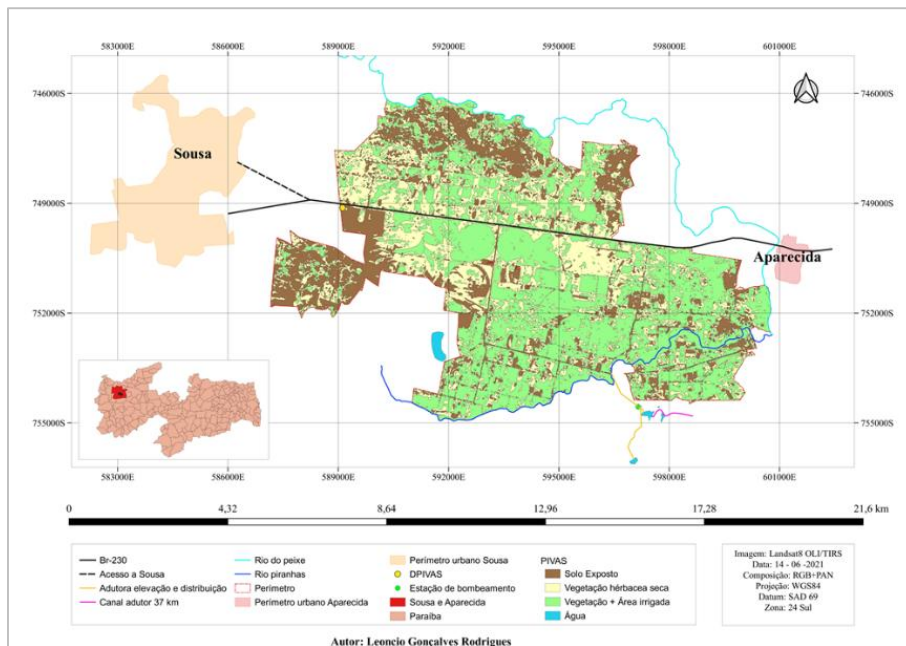 583000E 586000E 589000E 592000E 595000E 598000E 601000E
746000S 746000S
Sousa
749000S 749000S
Aparecida
752000S 752000S
755000S 755000S
583000E 586000E 589000E 592000E 595000E 598000E 601000E
0 4,32 8,64 12,96 17,28 21,6 km
Br-230
Acesso a Sousa
Adutora elevação e distribuição
Canal adutor 37 km
Rio do peixe
Rio piranhas
Perímetro
Perímetro urbano Aparecida
Perímetro urbano Sousa
DPIVAS
Estação de bombeamento
Sousa e Aparecida
Paraíba
PIVAS
Solo Exposto
Vegetação hérbacea seca
Vegetação + Área irrigada
Água
Imagem: Landsat8 OLI/TIRS
Data: 14 - 06 -2021
Composição: RGB+PAN
Projeção: WGS84
Datum: SAD 69
Zona: 24 Sul
Autor: Leoncio Gonçalves Rodrigues